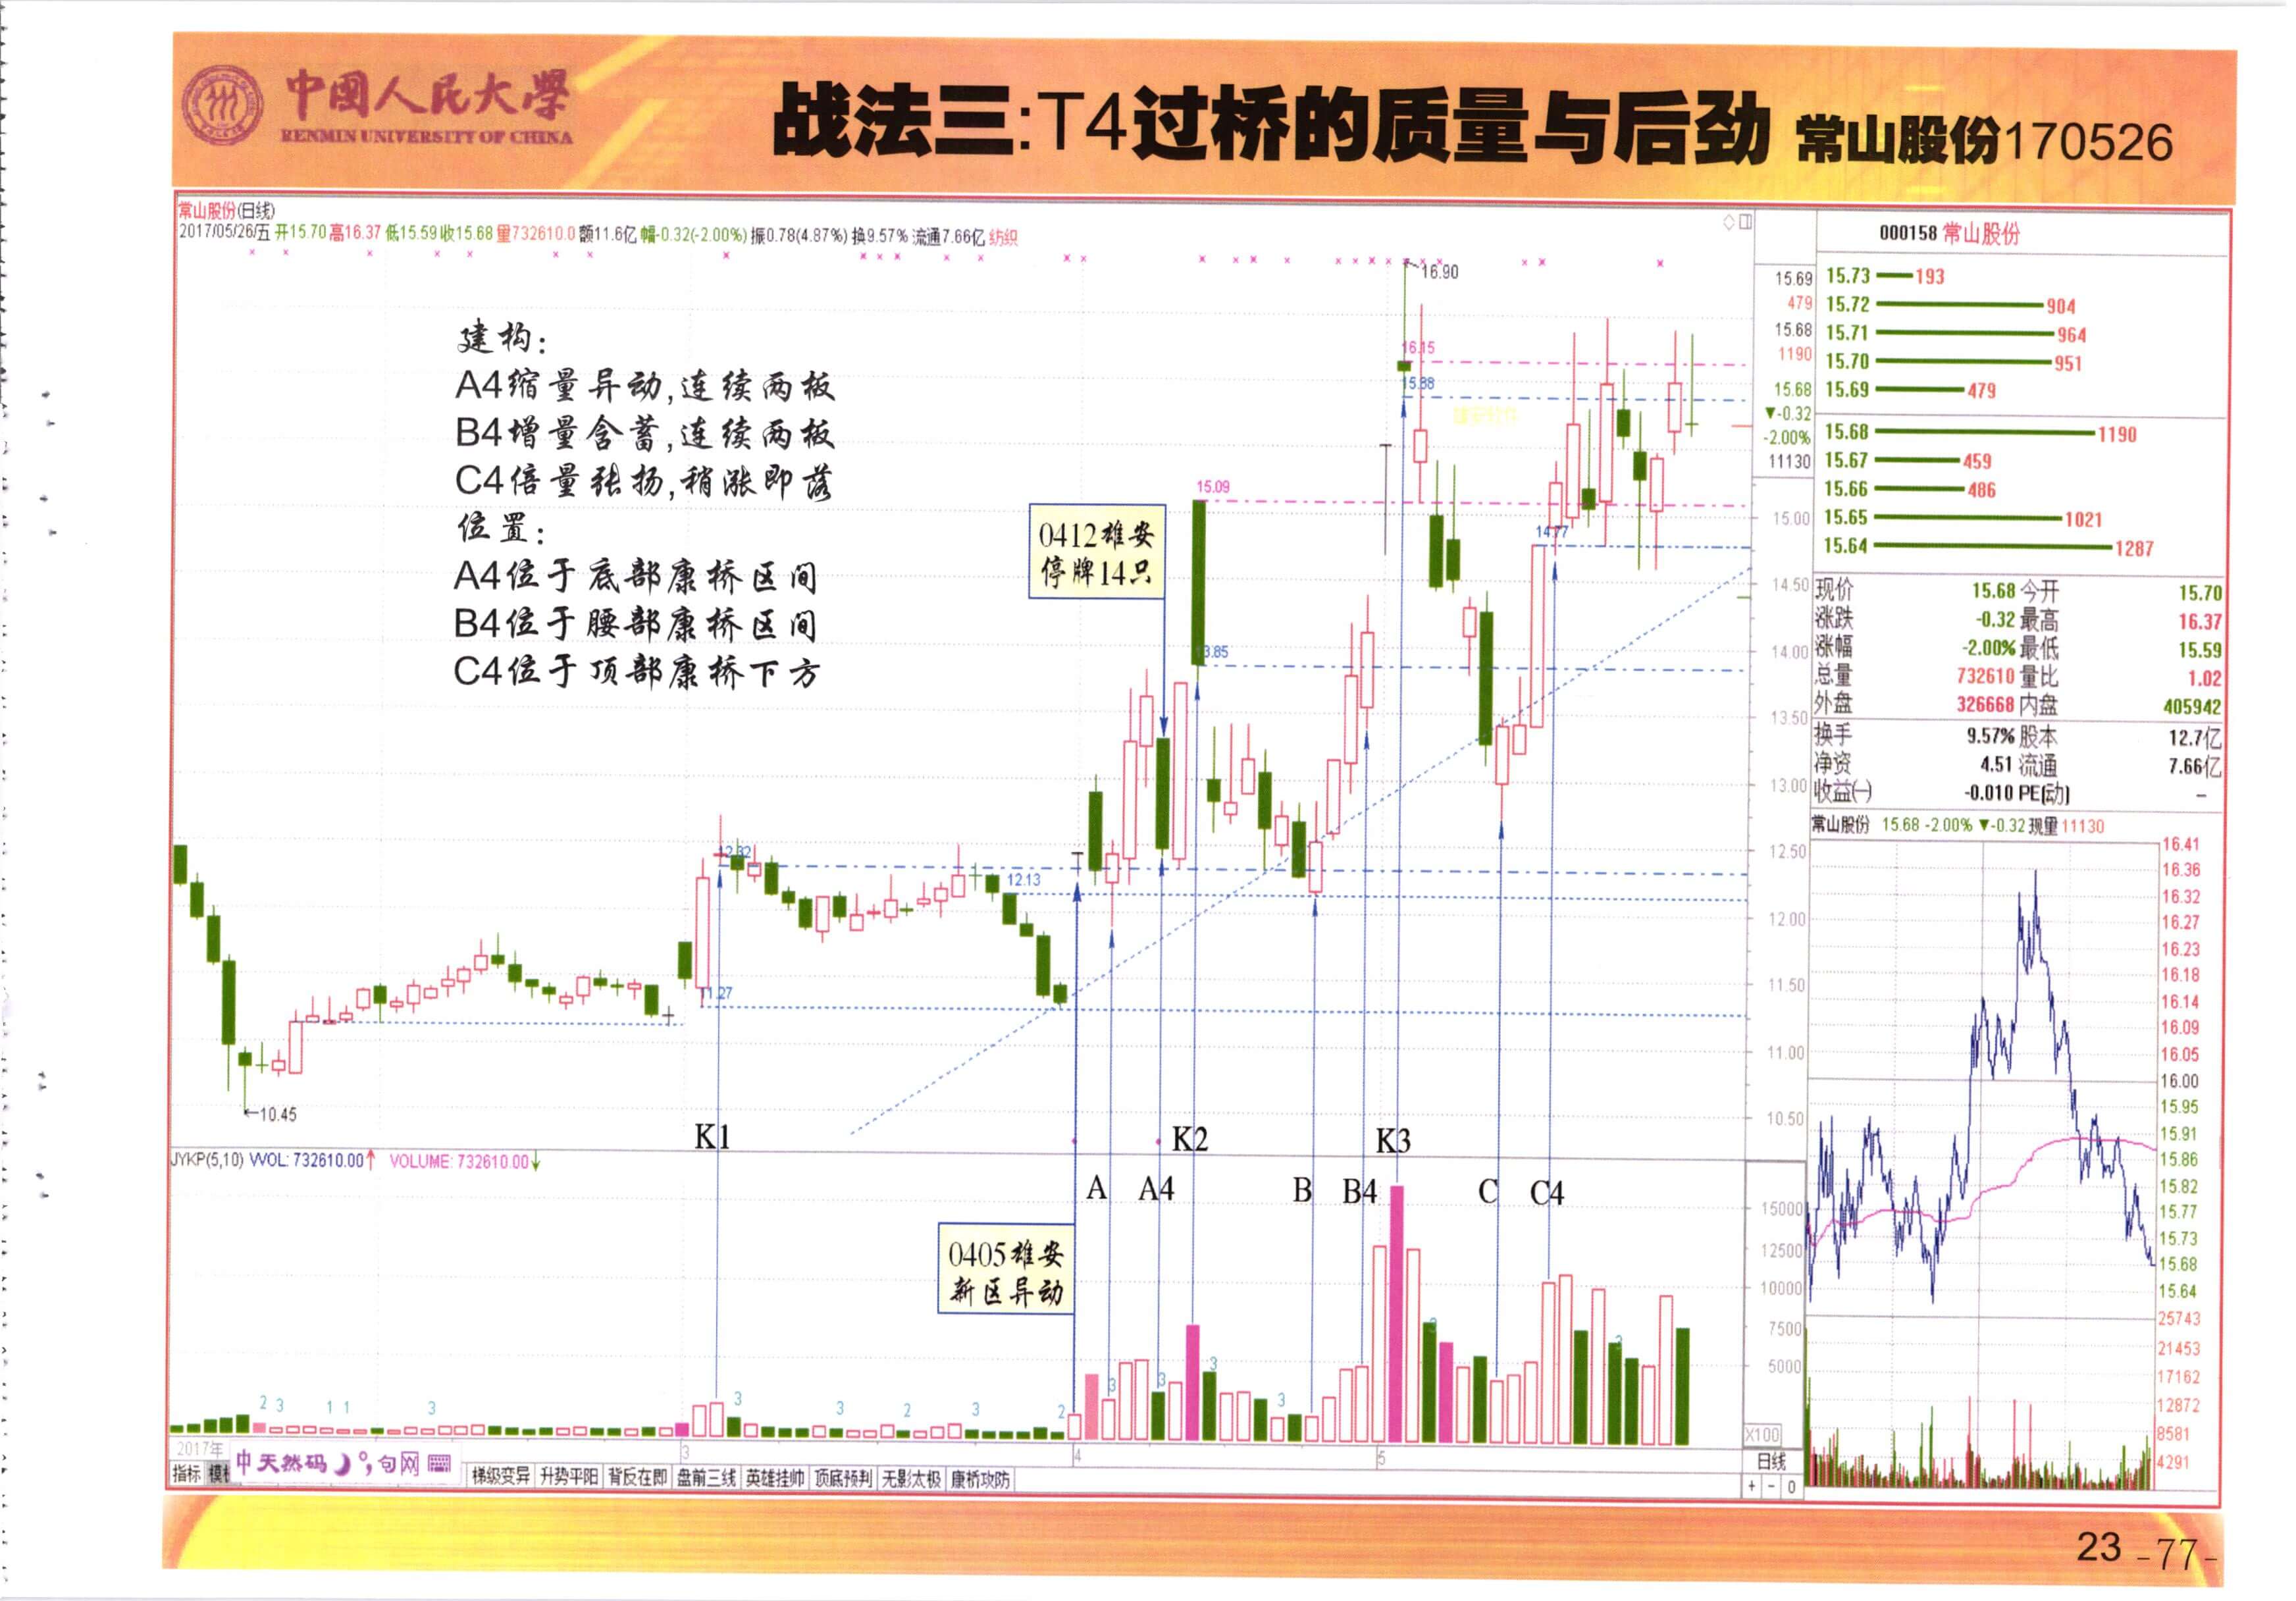 中國人民大學
RENMIN UNIVERSITY OF CHINA
战法三:T4过桥的质量与后劲 常山股份170526
常山股份(日线)
2017/05/26/五 开15.70 高16.37 低15.59 收15.68 量732610.0 额11.6亿 幅-0.32(-2.00%) 振0.78(4.87%) 换9.57% 流通7.66亿 纺织
建构:
A4缩量异动,连续两板
B4增量含蓄,连续两板
C4倍量张扬,稍涨即落
位置:
A4位于底部康桥区间
B4位于腰部康桥区间
C4位于顶部康桥下方
0412雄安
停牌14只
16.90
16.15
15.88
15.09
14.77
13.85
12.32
12.13
11.27
10.45
K1
K2
K3
A
A4
B
B4
C
C4
0405雄安
新区异动
15.00
14.50
14.00
13.50
13.00
12.50
12.00
11.50
11.00
10.50
JYKP(5,10) VVOL: 732610.00 VOLUME: 732610.00
2 3 1 1 3 3 3 2 3 2 3 3 3 3 3 3
15000
12500
10000
7500
5000
X100
2017年
3
4
5
日线
+ - 0
指标
中天然码
句网
梯级变异 升势平阳 背反在即 盘前三线 英雄挂帅 顶底预判 无影太极 康桥攻防
15.69
479
15.68
1190
15.68
▼-0.32
-2.00%
11130
000158 常山股份
15.73 193
15.72 904
15.71 964
15.70 951
15.69 479
15.68 1190
15.67 459
15.66 486
15.65 1021
15.64 1287
现价 15.68 今开 15.70
涨跌 -0.32 最高 16.37
涨幅 -2.00% 最低 15.59
总量 732610 量比 1.02
外盘 326668 内盘 405942
换手 9.57% 股本 12.7亿
净资 4.51 流通 7.66亿
收益(一) -0.010 PE(动) –
常山股份 15.68 -2.00% ▼-0.32 现量 11130
16.41
16.36
16.32
16.27
16.23
16.18
16.14
16.09
16.05
16.00
15.95
15.91
15.86
15.82
15.77
15.73
15.68
15.64
25743
21453
17162
12872
8581
4291
23 -77-